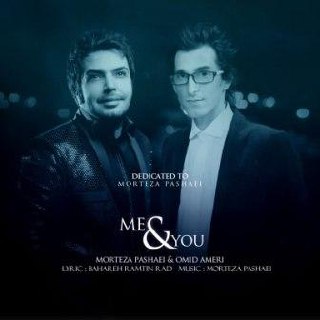 DEDICATED TO
MORTEZA PASHAEI
ME & YOU
MORTEZA PASHAEI & OMID AMERI
LYRIC : BAHAREH RAMTIN RAD MUSIC : MORTEZA PASHAEI